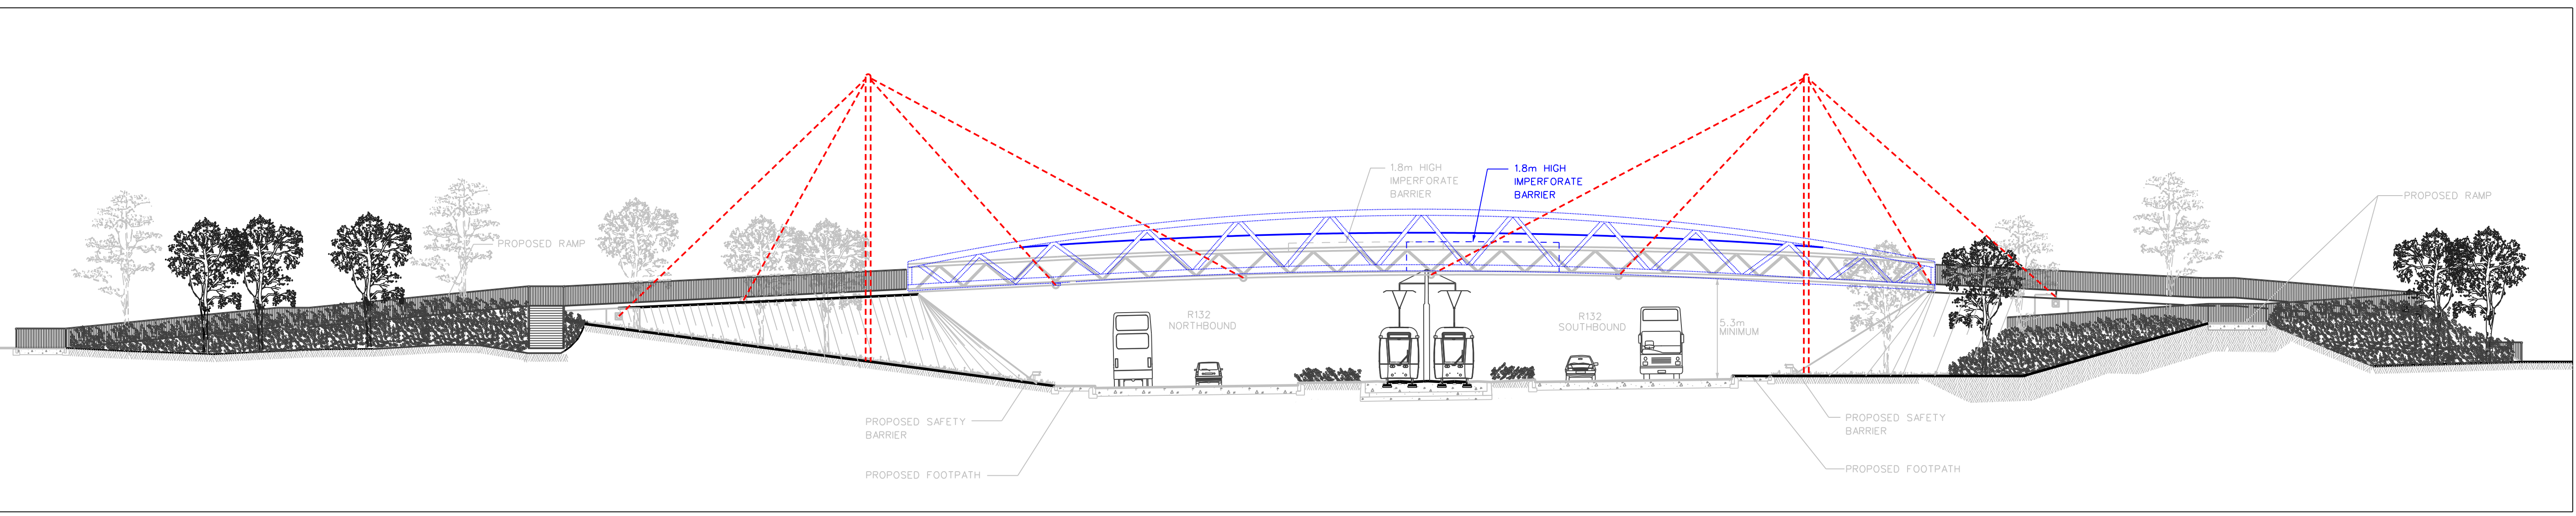 1.8m HIGH
IMPERFORATE
BARRIER
1.8m HIGH
IMPERFORATE
BARRIER
PROPOSED RAMP
PROPOSED RAMP
R132
NORTHBOUND
R132
SOUTHBOUND
5.3m
MINIMUM
PROPOSED SAFETY
BARRIER
PROPOSED FOOTPATH
PROPOSED SAFETY
BARRIER
PROPOSED FOOTPATH